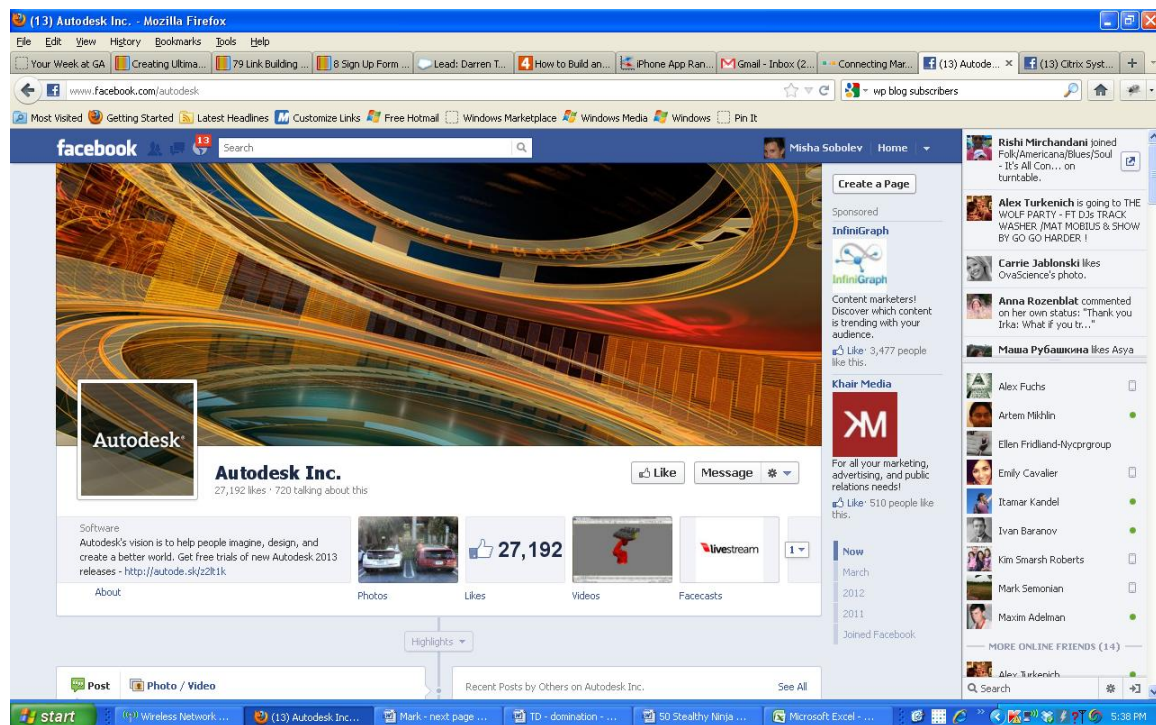 (13) Autodesk Inc. - Mozilla Firefox
File Edit View History Bookmarks Tools Help
Your Week at GA
Creating Ultima...
79 Link Building ...
8 Sign Up Form ...
Lead: Darren T...
How to Build an...
iPhone App Ran...
Gmail - Inbox (2...
Connecting Mar...
(13) Autode... ×
(13) Citrix Syst...
www.facebook.com/autodesk
wp blog subscribers
Most Visited Getting Started Latest Headlines Customize Links Free Hotmail Windows Marketplace Windows Media Windows Pin It
facebook
13
Search
Misha Sobolev Home
Autodesk
Autodesk Inc.
27,192 likes · 720 talking about this
Like
Message
Software
Autodesk's vision is to help people imagine, design, and
create a better world. Get free trials of new Autodesk 2013
releases - http://autode.sk/z2lt1k
About
Photos
27,192
Likes
Videos
livestream
Facecasts
1
Highlights
Post
Photo / Video
Recent Posts by Others on Autodesk Inc.
See All
Create a Page
Sponsored
InfiniGraph
InfiniGraph
Content marketers!
Discover which content
is trending with your
audience.
Like · 3,477 people
like this.
Khair Media
KM
For all your marketing,
advertising, and public
relations needs!
Like · 510 people like
this.
Now
March
2012
2011
Joined Facebook
Rishi Mirchandani joined
Folk/Americana/Blues/Soul
- It's All Con... on
turntable.
Alex Turkenich is going to THE
WOLF PARTY - FT DJs TRACK
WASHER /MAT MOBIUS & SHOW
BY GO GO HARDER !
Carrie Jablonski likes
OvaScience's photo.
Anna Rozenblat commented
on her own status: "Thank you
Irka: What if you tr..."
Маша Рубашкина likes Asya
Alex Fuchs
Artem Mikhlin
Ellen Fridland-Nycprgroup
Emily Cavalier
Itamar Kandel
Ivan Baranov
Kim Smarsh Roberts
Mark Semonian
Maxim Adelman
MORE ONLINE FRIENDS (14)
Alex Turkenich
Search
start
Wireless Network ...
(13) Autodesk Inc...
Mark - next page ...
TD - domination - ...
50 Stealthy Ninja ...
Microsoft Excel - ...
5:38 PM